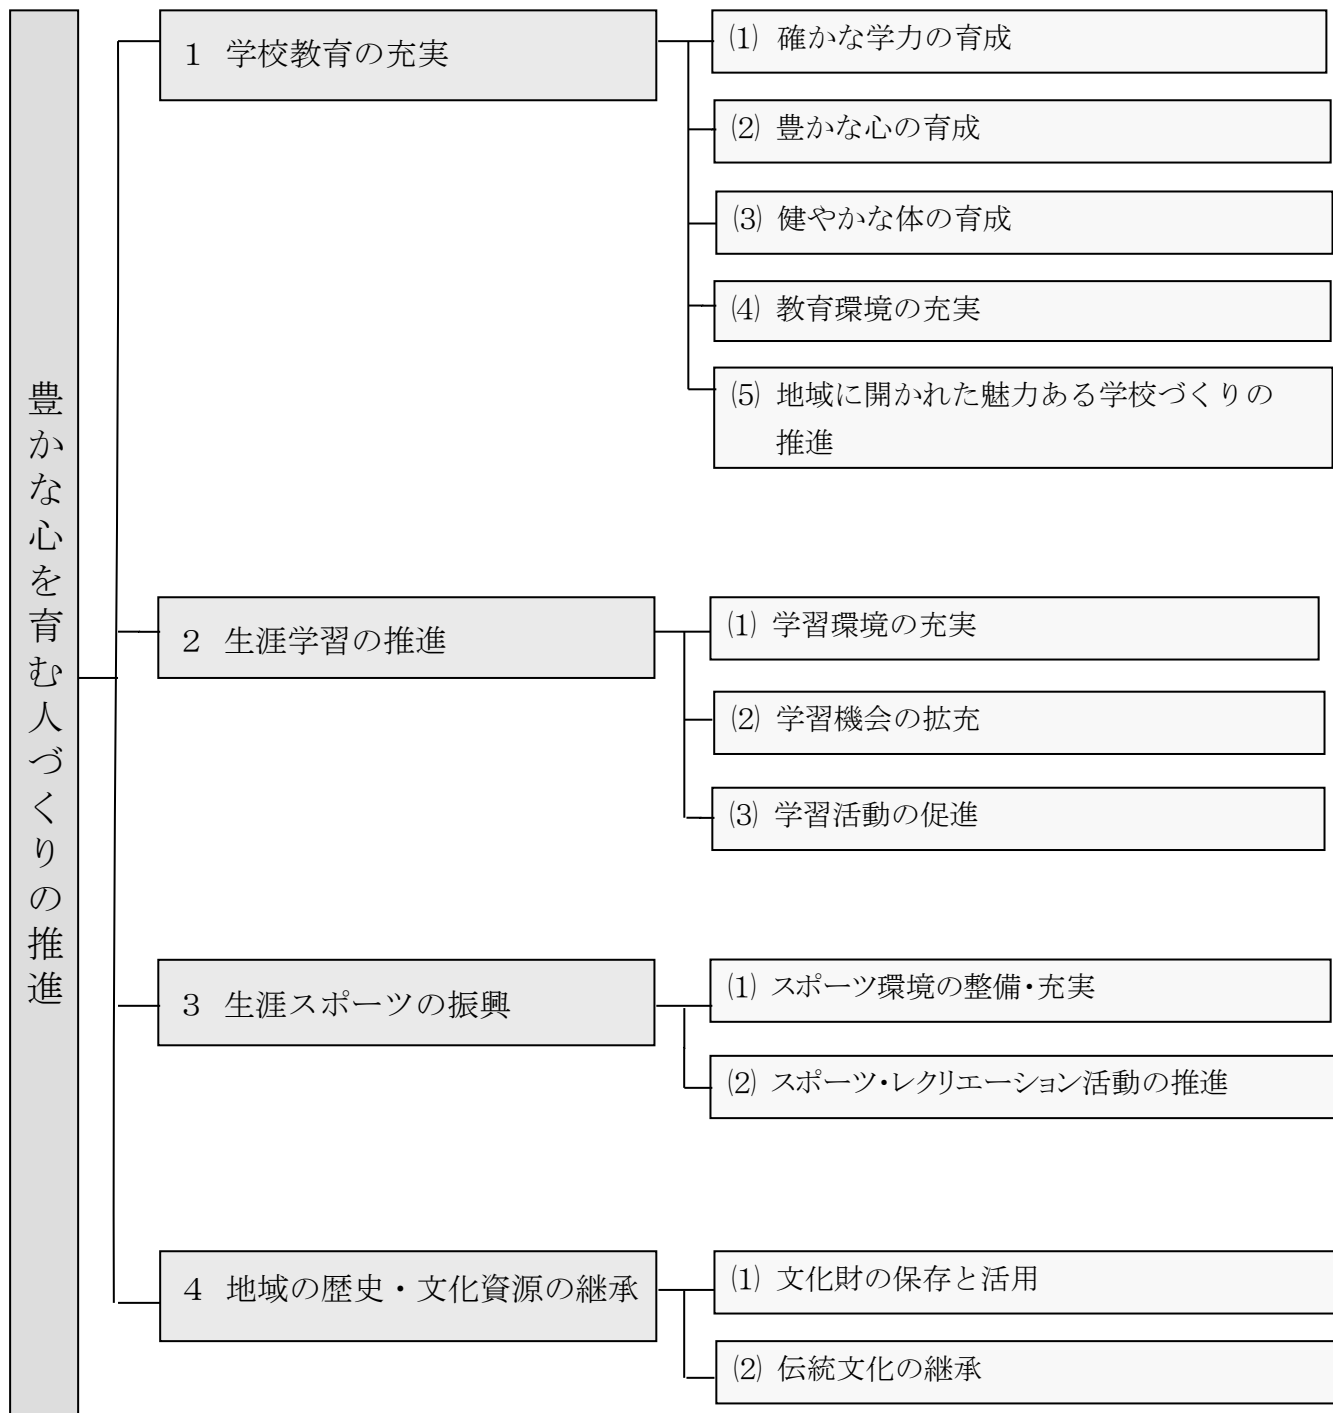 豊かな心を育む人づくりの推進
1 学校教育の充実
⑴ 確かな学力の育成
⑵ 豊かな心の育成
⑶ 健やかな体の育成
⑷ 教育環境の充実
⑸ 地域に開かれた魅力ある学校づくりの
推進
2 生涯学習の推進
⑴ 学習環境の充実
⑵ 学習機会の拡充
⑶ 学習活動の促進
3 生涯スポーツの振興
⑴ スポーツ環境の整備・充実
⑵ スポーツ・レクリエーション活動の推進
4 地域の歴史・文化資源の継承
⑴ 文化財の保存と活用
⑵ 伝統文化の継承